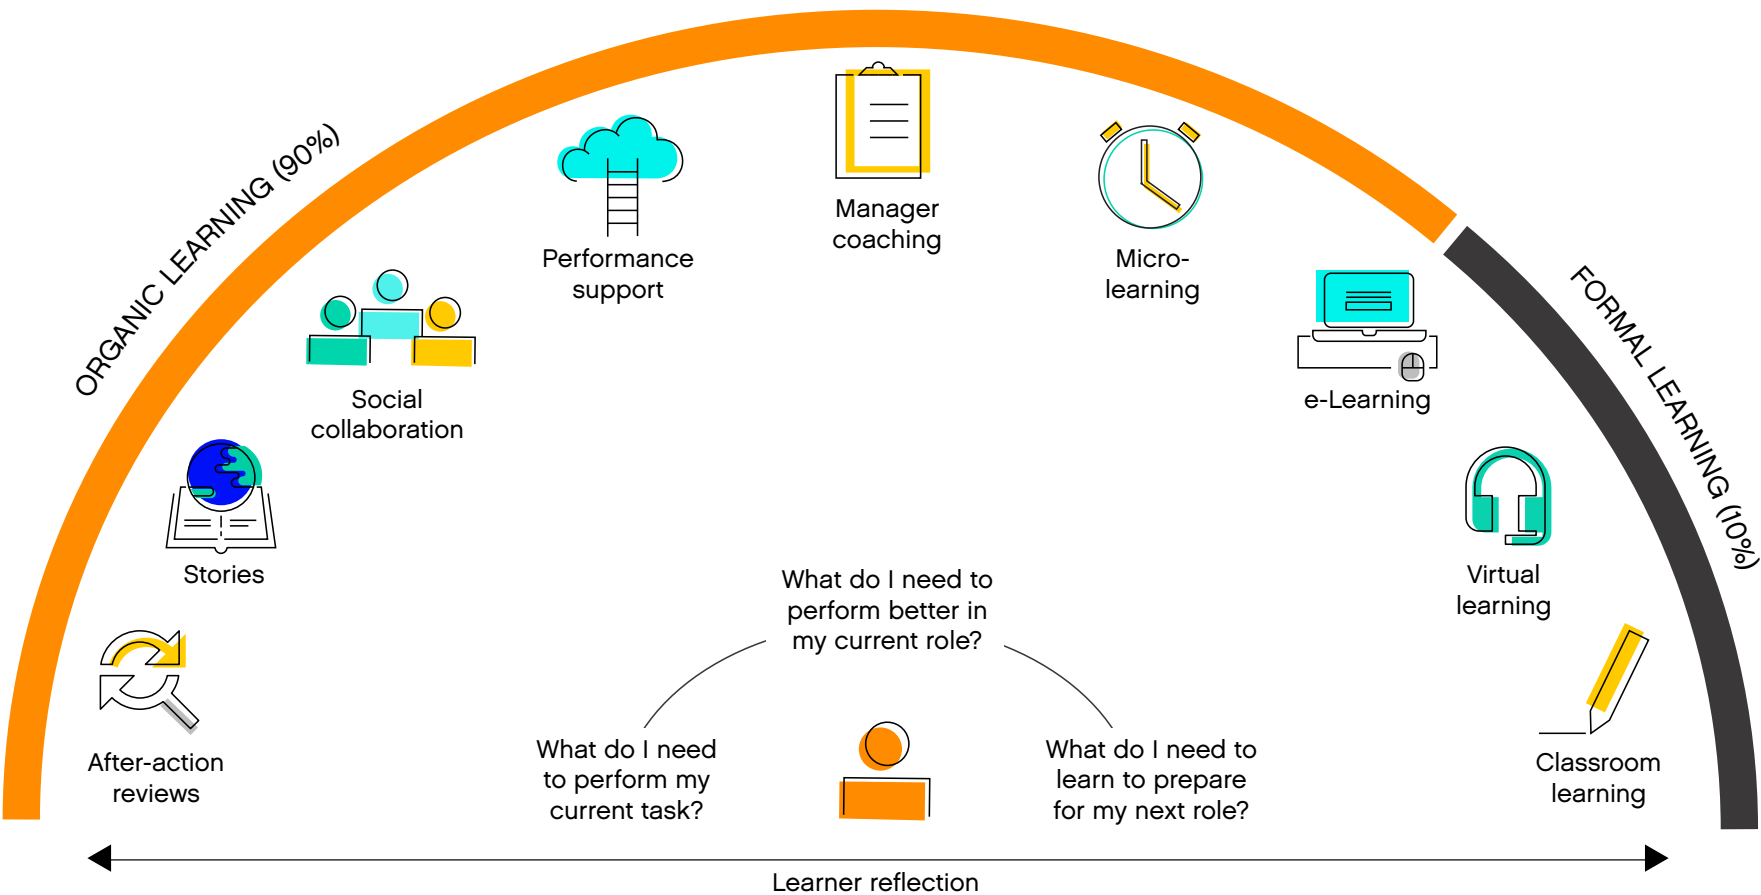 ORGANIC LEARNING (90%)
FORMAL LEARNING (10%)
After-action
reviews
Stories
Social
collaboration
Performance
support
Manager
coaching
Micro-
learning
e-Learning
Virtual
learning
Classroom
learning
What do I need
to perform my
current task?
What do I need to
perform better in
my current role?
What do I need to
learn to prepare
for my next role?
Learner reflection